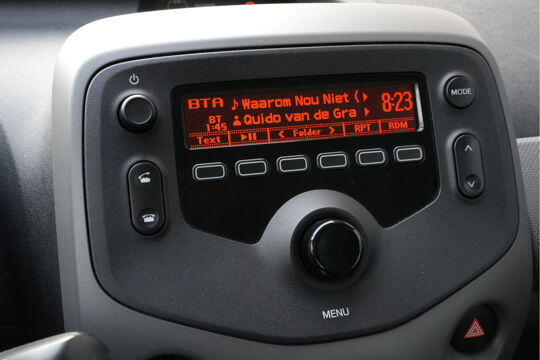 BTA ♪ Waarom Nou Niet ( 8:23
BT
1:45 Quido van de Gra
Text ▶❚❚ < Folder > RPT RDM
MODE
MENU